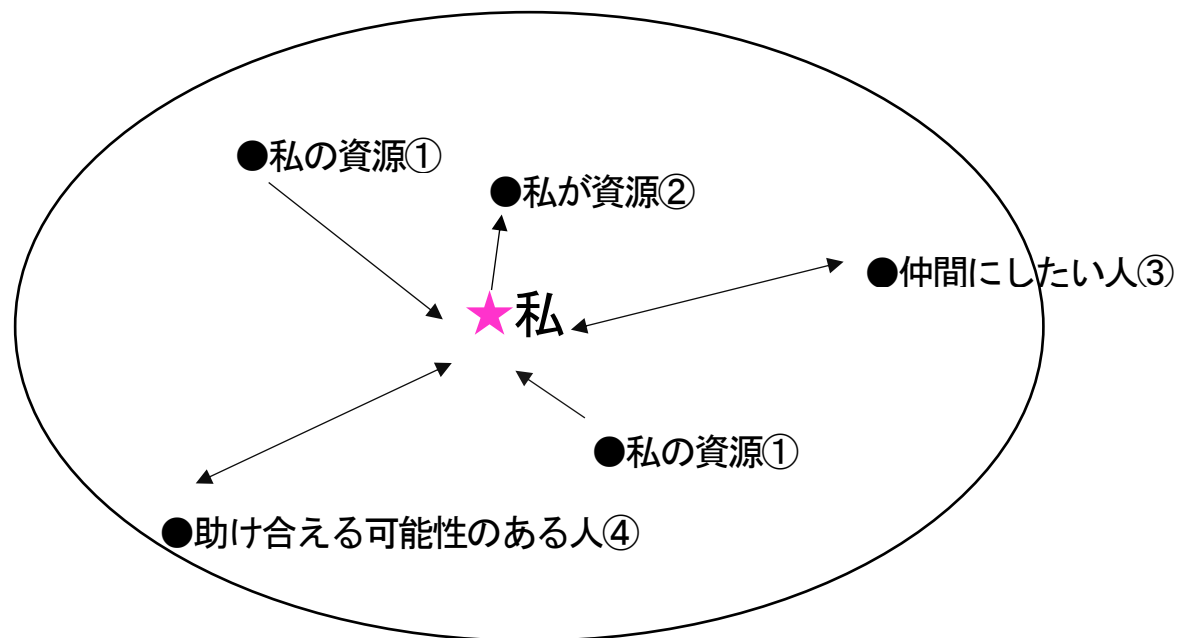 ●私の資源①
●私が資源②
●仲間にしたい人③
★私
●私の資源①
●助け合える可能性のある人④